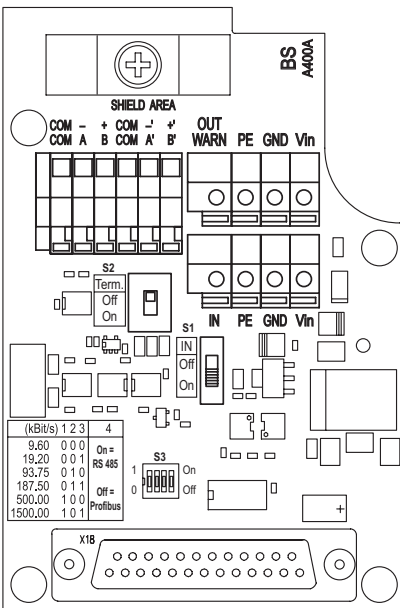 BS
A400A
SHIELD AREA
COM – + COM –' +'
COM A B COM A' B'
OUT
WARN PE GND Vin
S2
Term.
Off
On
IN PE GND Vin
S1
IN
Off
On
(kBit/s) 1 2 3 4
9.60 0 0 0
19.20 0 0 1
93.75 0 1 0
187.50 0 1 1
500.00 1 0 0
1500.00 1 0 1
On =
RS 485
Off =
Profibus
S3
1 On
0 Off
+
X18